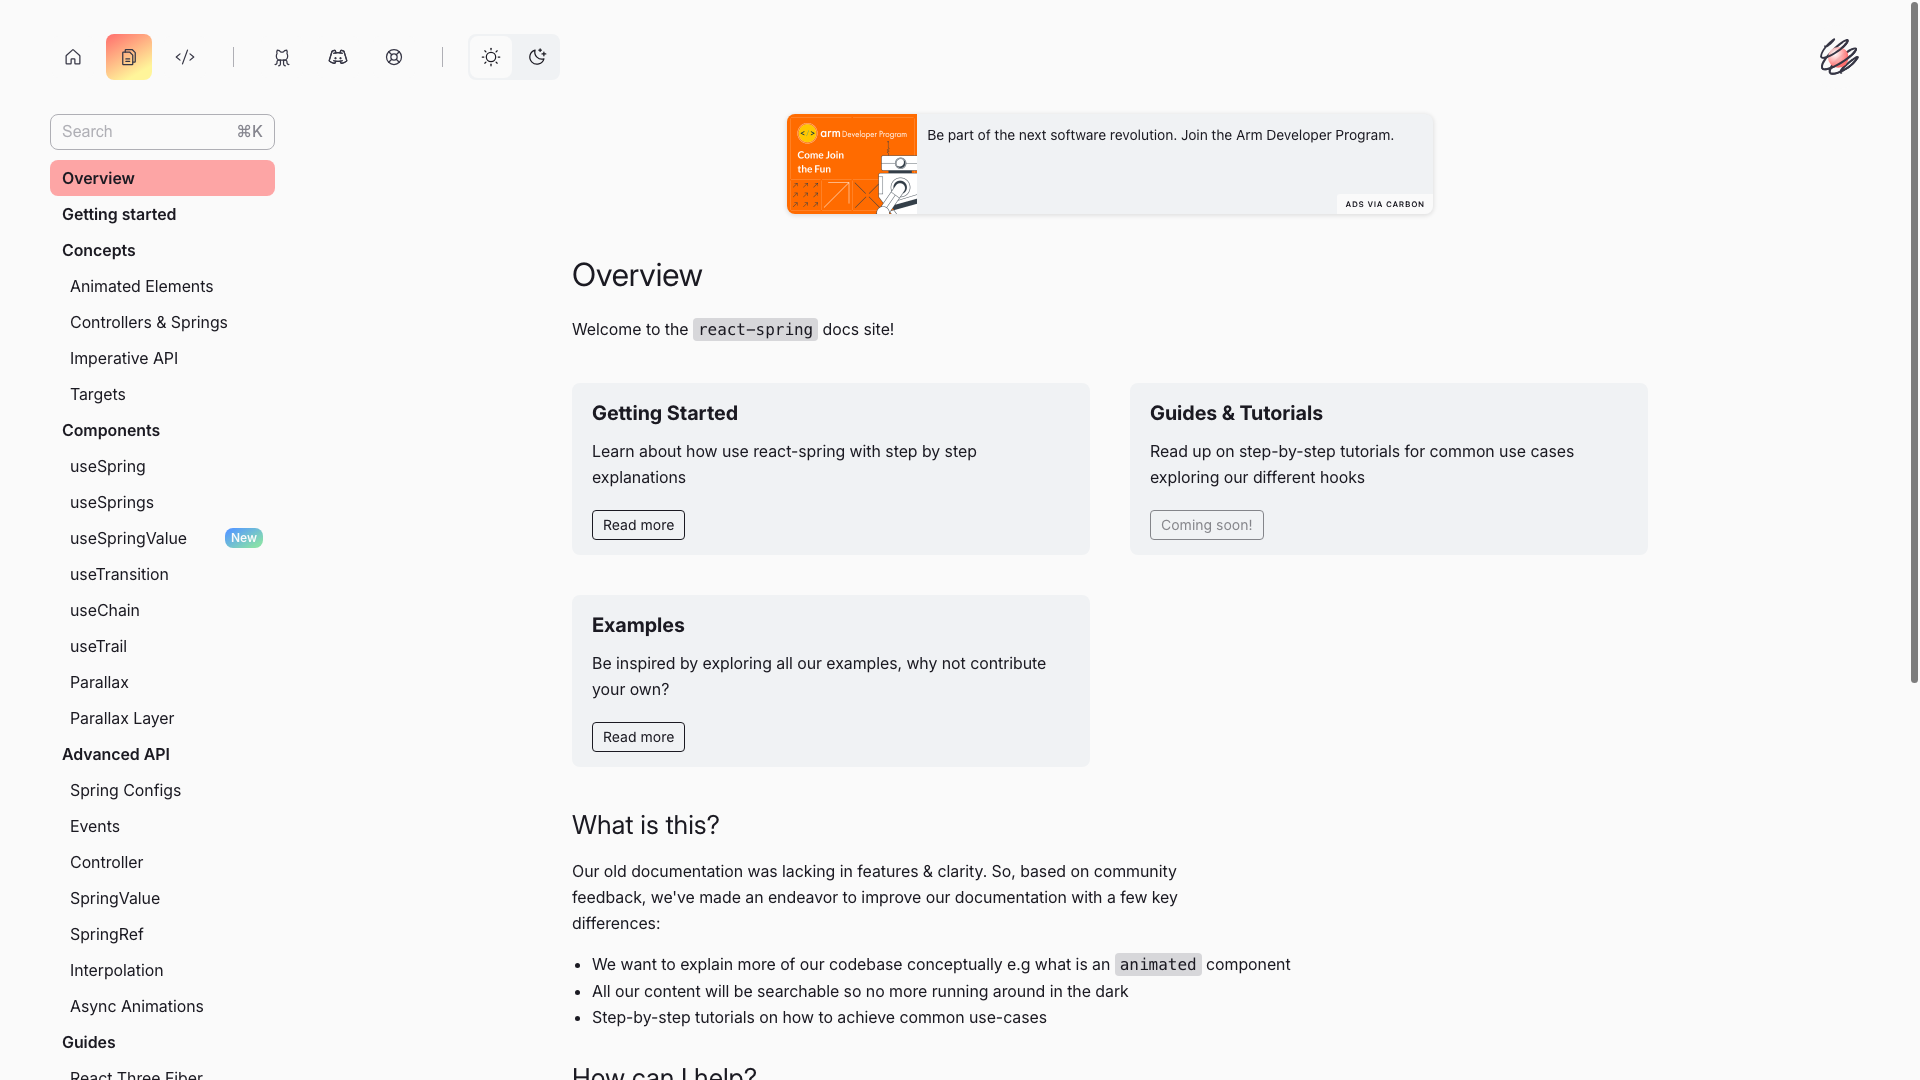 Search ⌘K
Overview
Getting started
Concepts
Animated Elements
Controllers & Springs
Imperative API
Targets
Components
useSpring
useSprings
useSpringValue New
useTransition
useChain
useTrail
Parallax
Parallax Layer
Advanced API
Spring Configs
Events
Controller
SpringValue
SpringRef
Interpolation
Async Animations
Guides
React Three Fiber
arm Developer Program
Come Join
the Fun
Be part of the next software revolution. Join the Arm Developer Program.
ADS VIA CARBON
Overview
Welcome to the react-spring docs site!
Getting Started
Learn about how use react-spring with step by step
explanations
Read more
Guides & Tutorials
Read up on step-by-step tutorials for common use cases
exploring our different hooks
Coming soon!
Examples
Be inspired by exploring all our examples, why not contribute
your own?
Read more
What is this?
Our old documentation was lacking in features & clarity. So, based on community
feedback, we've made an endeavor to improve our documentation with a few key
differences:
• We want to explain more of our codebase conceptually e.g what is an animated component
• All our content will be searchable so no more running around in the dark
• Step-by-step tutorials on how to achieve common use-cases
How can I help?